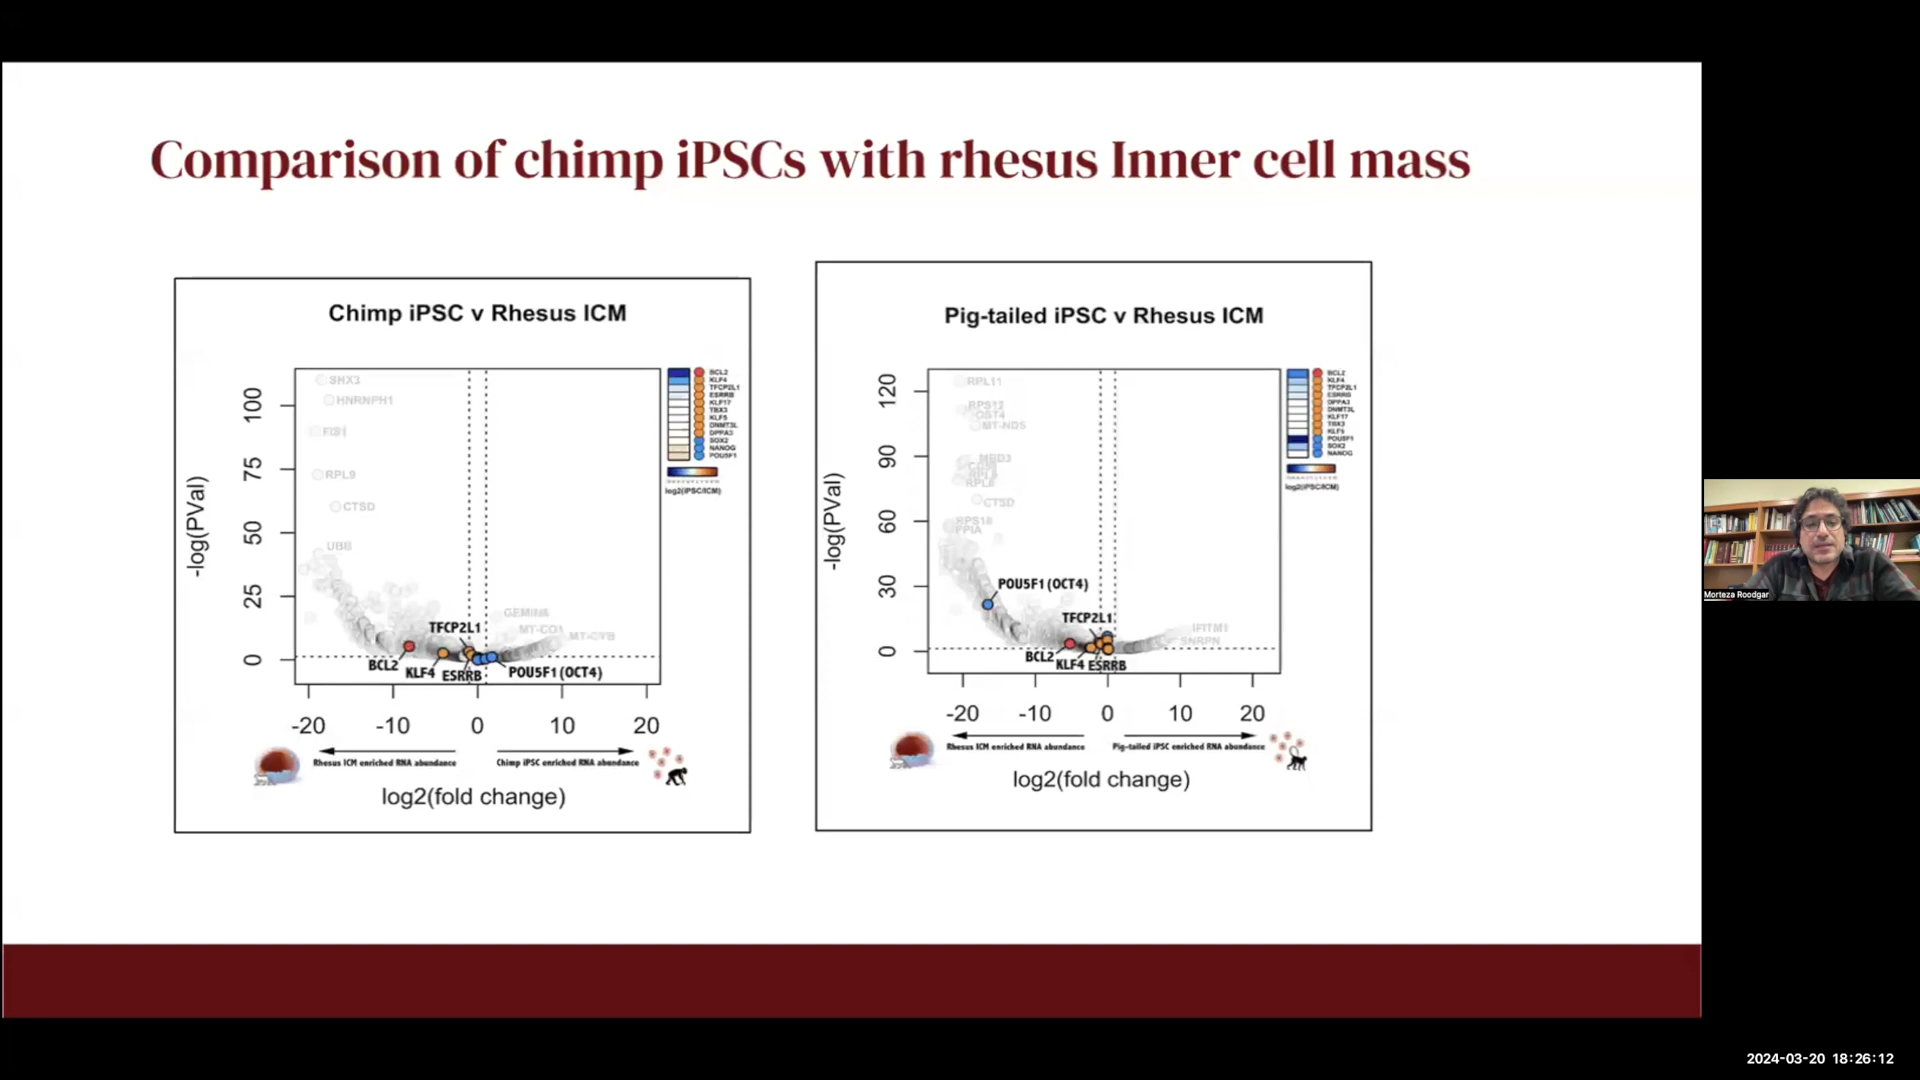 Comparison of chimp iPSCs with rhesus Inner cell mass
Chimp iPSC v Rhesus ICM
-log(PVal)
100
75
50
25
0
SNX3
HNRNPH1
RPL9
CTSD
UBB
GEMIN6
MT-CO1
MT-CYB
TFCP2L1
BCL2
KLF4
ESRRB
POU5F1(OCT4)
-20 -10 0 10 20
Rhesus ICM enriched RNA abundance
Chimp iPSC enriched RNA abundance
log2(fold change)
BCL2
KLF4
TFCP2L1
ESRRB
KLF17
TBX3
KLF5
DNMT3L
DPPA3
SOX2
NANOG
POU5F1
log2(iPSC/ICM)
Pig-tailed iPSC v Rhesus ICM
-log(PVal)
120
90
60
30
0
RPL11
RPS12
OST4
MT-ND5
MBD3
CTSD
RPS18
PPIA
IFITM1
SNRPN
POU5F1(OCT4)
TFCP2L1
BCL2
KLF4
ESRRB
-20 -10 0 10 20
Rhesus ICM enriched RNA abundance
Pig-tailed iPSC enriched RNA abundance
log2(fold change)
BCL2
KLF4
TFCP2L1
ESRRB
DPPA3
DNMT3L
KLF17
TBX3
KLF5
POU5F1
SOX2
NANOG
log2(iPSC/ICM)
Morteza Roodgar
2024-03-20 18:26:12